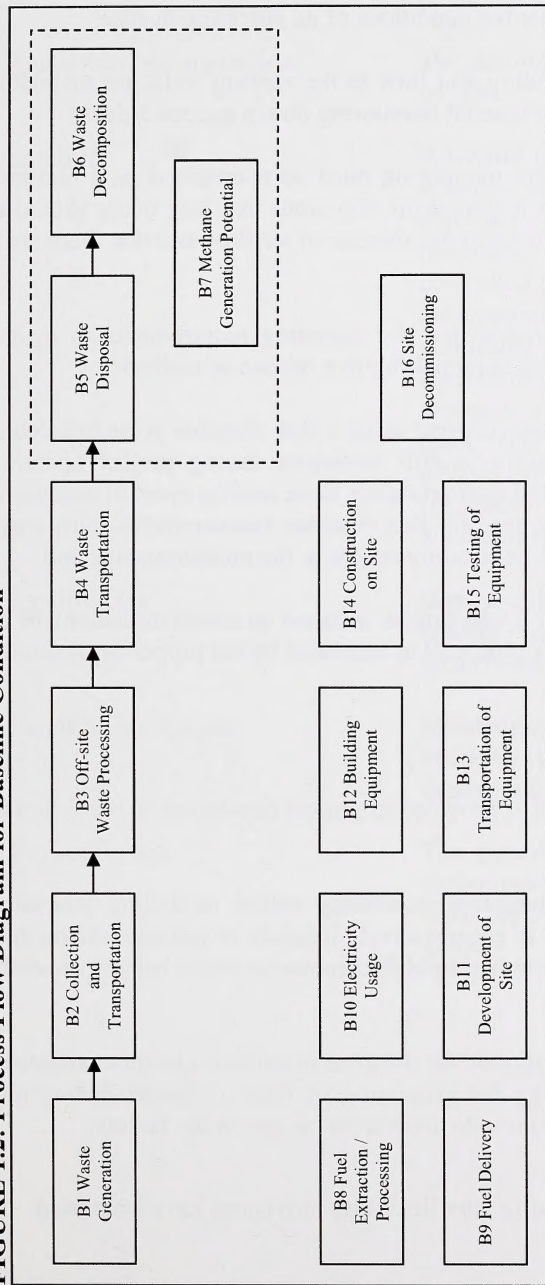 FIGURE 1.2: Process Flow Diagram for Baseline Condition
B1 Waste
Generation
B2 Collection
and
Transportation
B3 Off-site
Waste Processing
B4 Waste
Transportation
B5 Waste
Disposal
B6 Waste
Decomposition
B7 Methane
Generation Potential
B8 Fuel
Extraction /
Processing
B10 Electricity
Usage
B12 Building
Equipment
B14 Construction
on Site
B16 Site
Decommissioning
B9 Fuel Delivery
B11
Development of
Site
B13
Transportation of
Equipment
B15 Testing of
Equipment